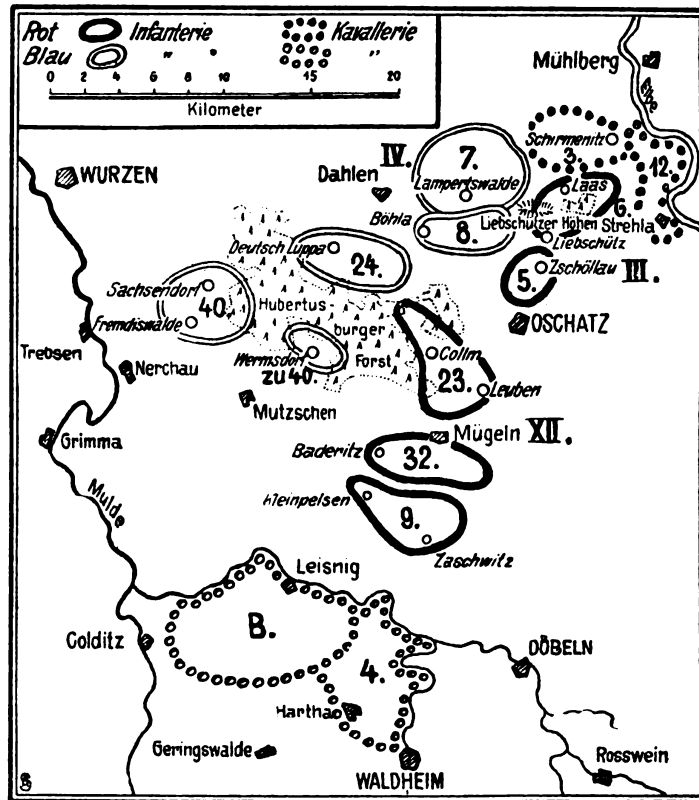 Rot Infanterie Kavallerie
Blau " " "
0 2 4 6 8 10 15 20
Kilometer
Mühlberg
Elbe
WURZEN
IV.
7.
Schirmenitz
3.
12.
Dahlen
Lampertswalde
Laas
6.
Böhla
8.
Liebschützer Höhen
Strehla
Liebschütz
Deutsch Luppa
24.
Zschöllau
III.
5.
Sachsendorf
40.
Hubertus
burger
Forst
OSCHATZ
Fremdiswalde
Trebsen
Wermsdorf
zu 40.
Collm
23.
Nerchau
Leuben
Mutzschen
Grimma
Mügeln XII.
Baderitz
32.
Kleinpelsen
9.
Mulde
Zaschwitz
Leisnig
B.
Colditz
4.
DÖBELN
Hartha
Geringswalde
WALDHEIM
Rosswein